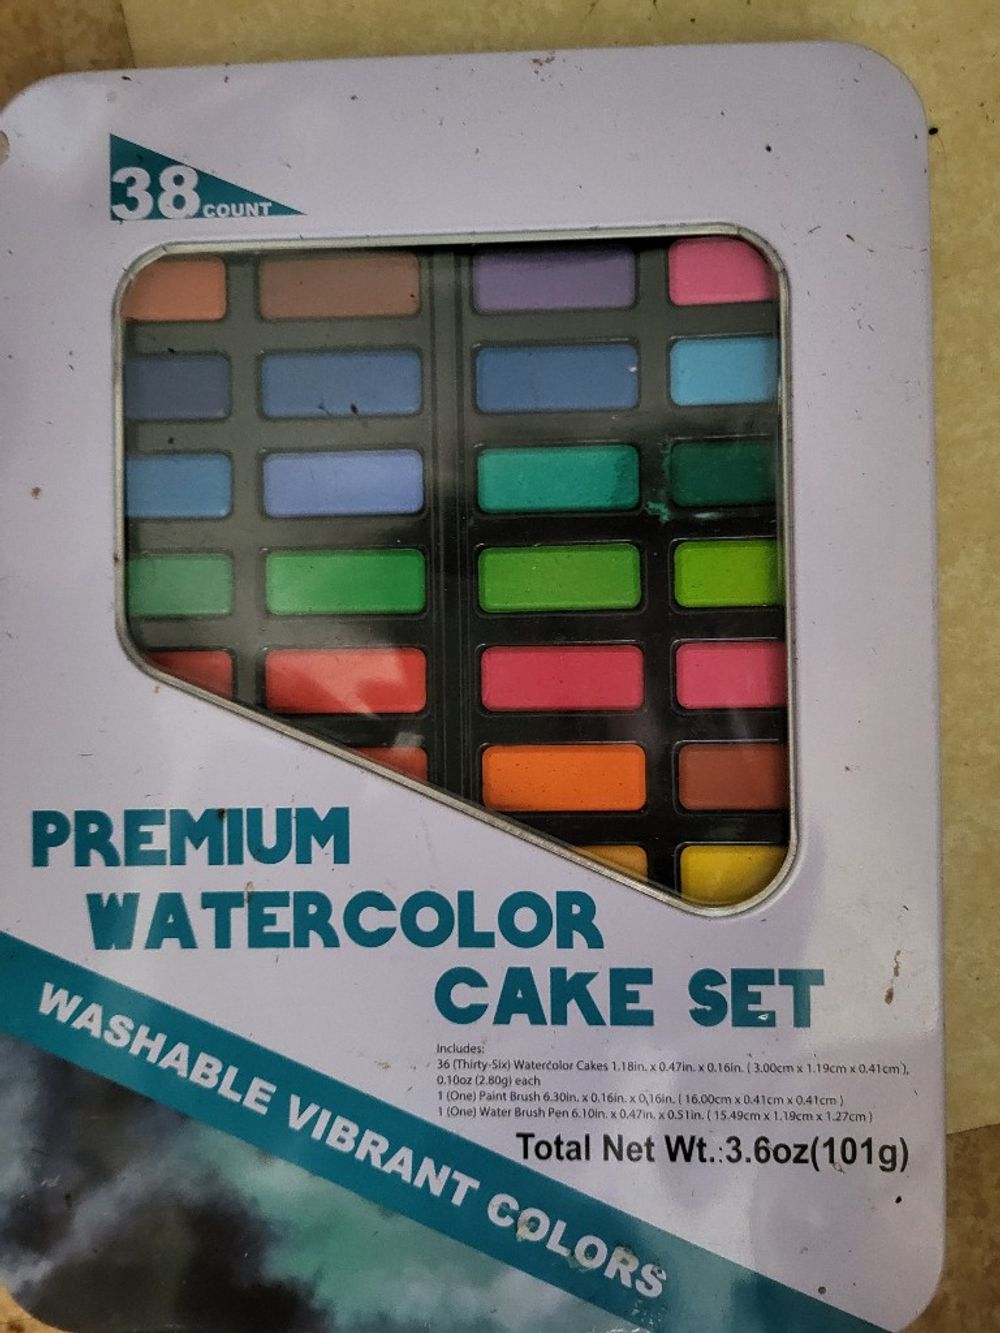 38 COUNT
PREMIUM
WATERCOLOR
CAKE SET
WASHABLE VIBRANT COLORS
Includes:
36 (Thirty-Six) Watercolor Cakes 1.18in. x 0.47in. x 0.16in. ( 3.00cm x 1.19cm x 0.41cm ),
0.10oz (2.80g) each
1 (One) Paint Brush 6.30in. x 0.16in. x 0.16in. ( 16.00cm x 0.41cm x 0.41cm )
1 (One) Water Brush Pen 6.10in. x 0.47in. x 0.51in. ( 15.49cm x 1.19cm x 1.27cm )
Total Net Wt.:3.6oz(101g)